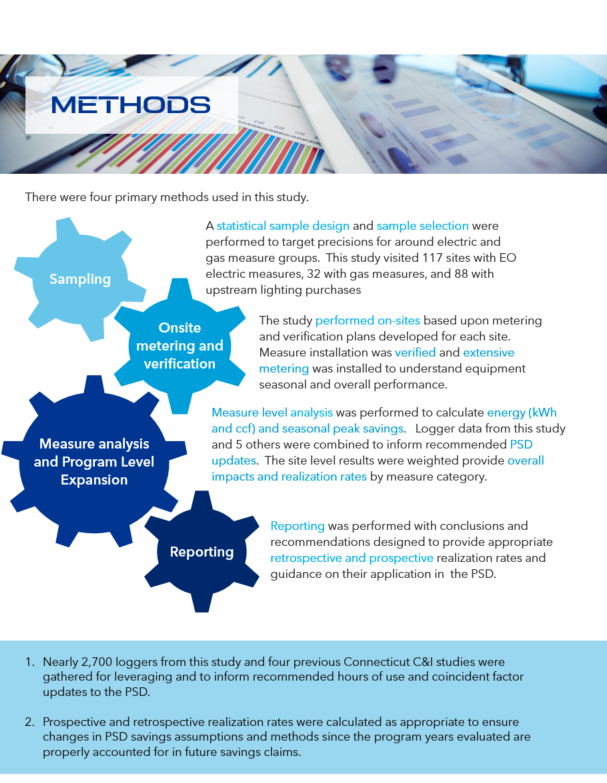 METHODS
There were four primary methods used in this study.
Sampling
A statistical sample design and sample selection were
performed to target precisions for around electric and
gas measure groups. This study visited 117 sites with EO
electric measures, 32 with gas measures, and 88 with
upstream lighting purchases
Onsite
metering and
verification
The study performed on-sites based upon metering
and verification plans developed for each site.
Measure installation was verified and extensive
metering was installed to understand equipment
seasonal and overall performance.
Measure analysis
and Program Level
Expansion
Measure level analysis was performed to calculate energy (kWh
and ccf) and seasonal peak savings. Logger data from this study
and 5 others were combined to inform recommended PSD
updates. The site level results were weighted provide overall
impacts and realization rates by measure category.
Reporting
Reporting was performed with conclusions and
recommendations designed to provide appropriate
retrospective and prospective realization rates and
guidance on their application in the PSD.
1. Nearly 2,700 loggers from this study and four previous Connecticut C&I studies were
gathered for leveraging and to inform recommended hours of use and coincident factor
updates to the PSD.
2. Prospective and retrospective realization rates were calculated as appropriate to ensure
changes in PSD savings assumptions and methods since the program years evaluated are
properly accounted for in future savings claims.